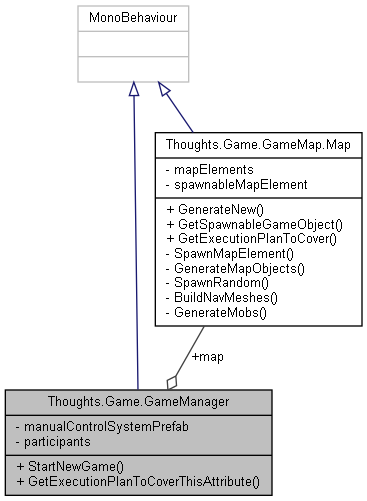 MonoBehaviour
Thoughts.Game.GameMap.Map
- mapElements
- spawnableMapElement
+ GenerateNew()
+ GetSpawnableGameObject()
+ GetExecutionPlanToCover()
- SpawnMapElement()
- GenerateMapObjects()
- SpawnRandom()
- BuildNavMeshes()
- GenerateMobs()
+map
Thoughts.Game.GameManager
- manualControlSystemPrefab
- participants
+ StartNewGame()
+ GetExecutionPlanToCoverThisAttribute()